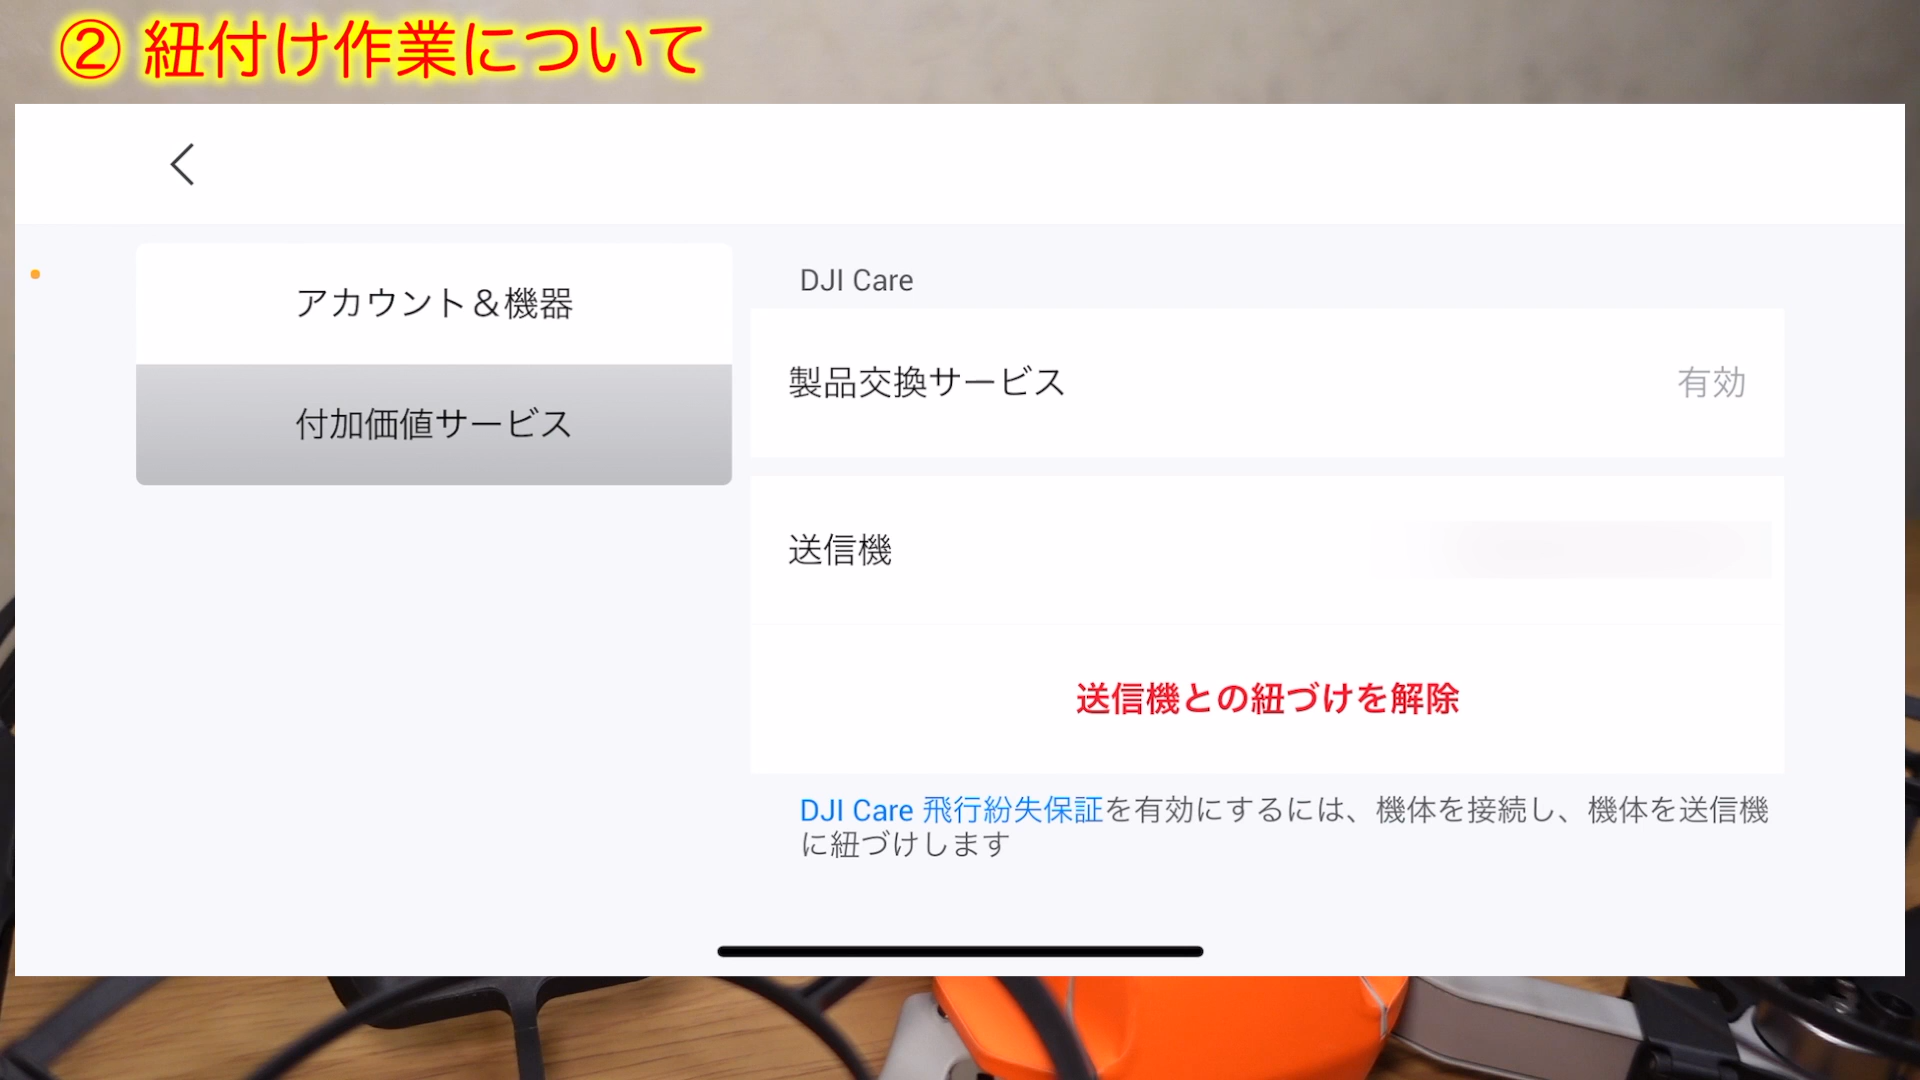 ② 紐付け作業について
アカウント＆機器
付加価値サービス
DJI Care
製品交換サービス
有効
送信機
送信機との紐づけを解除
DJI Care 飛行紛失保証を有効にするには、機体を接続し、機体を送信機
に紐づけします